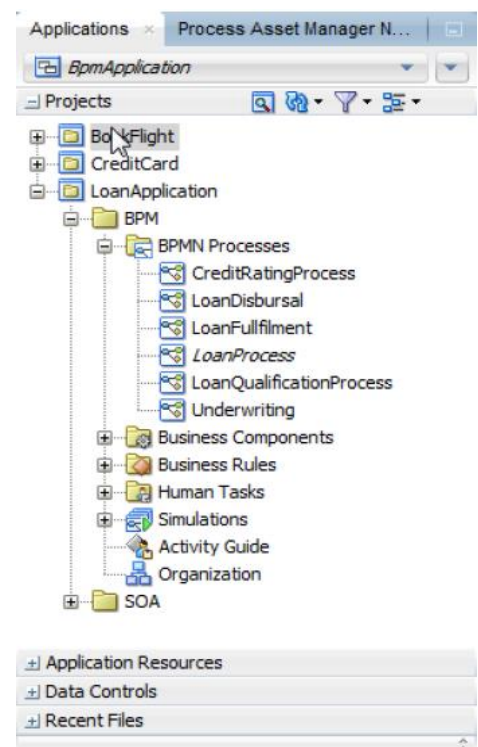 Applications × Process Asset Manager N...
BpmApplication
Projects
BookFlight
CreditCard
LoanApplication
BPM
BPMN Processes
CreditRatingProcess
LoanDisbursal
LoanFullfilment
LoanProcess
LoanQualificationProcess
Underwriting
Business Components
Business Rules
Human Tasks
Simulations
Activity Guide
Organization
SOA
Application Resources
Data Controls
Recent Files